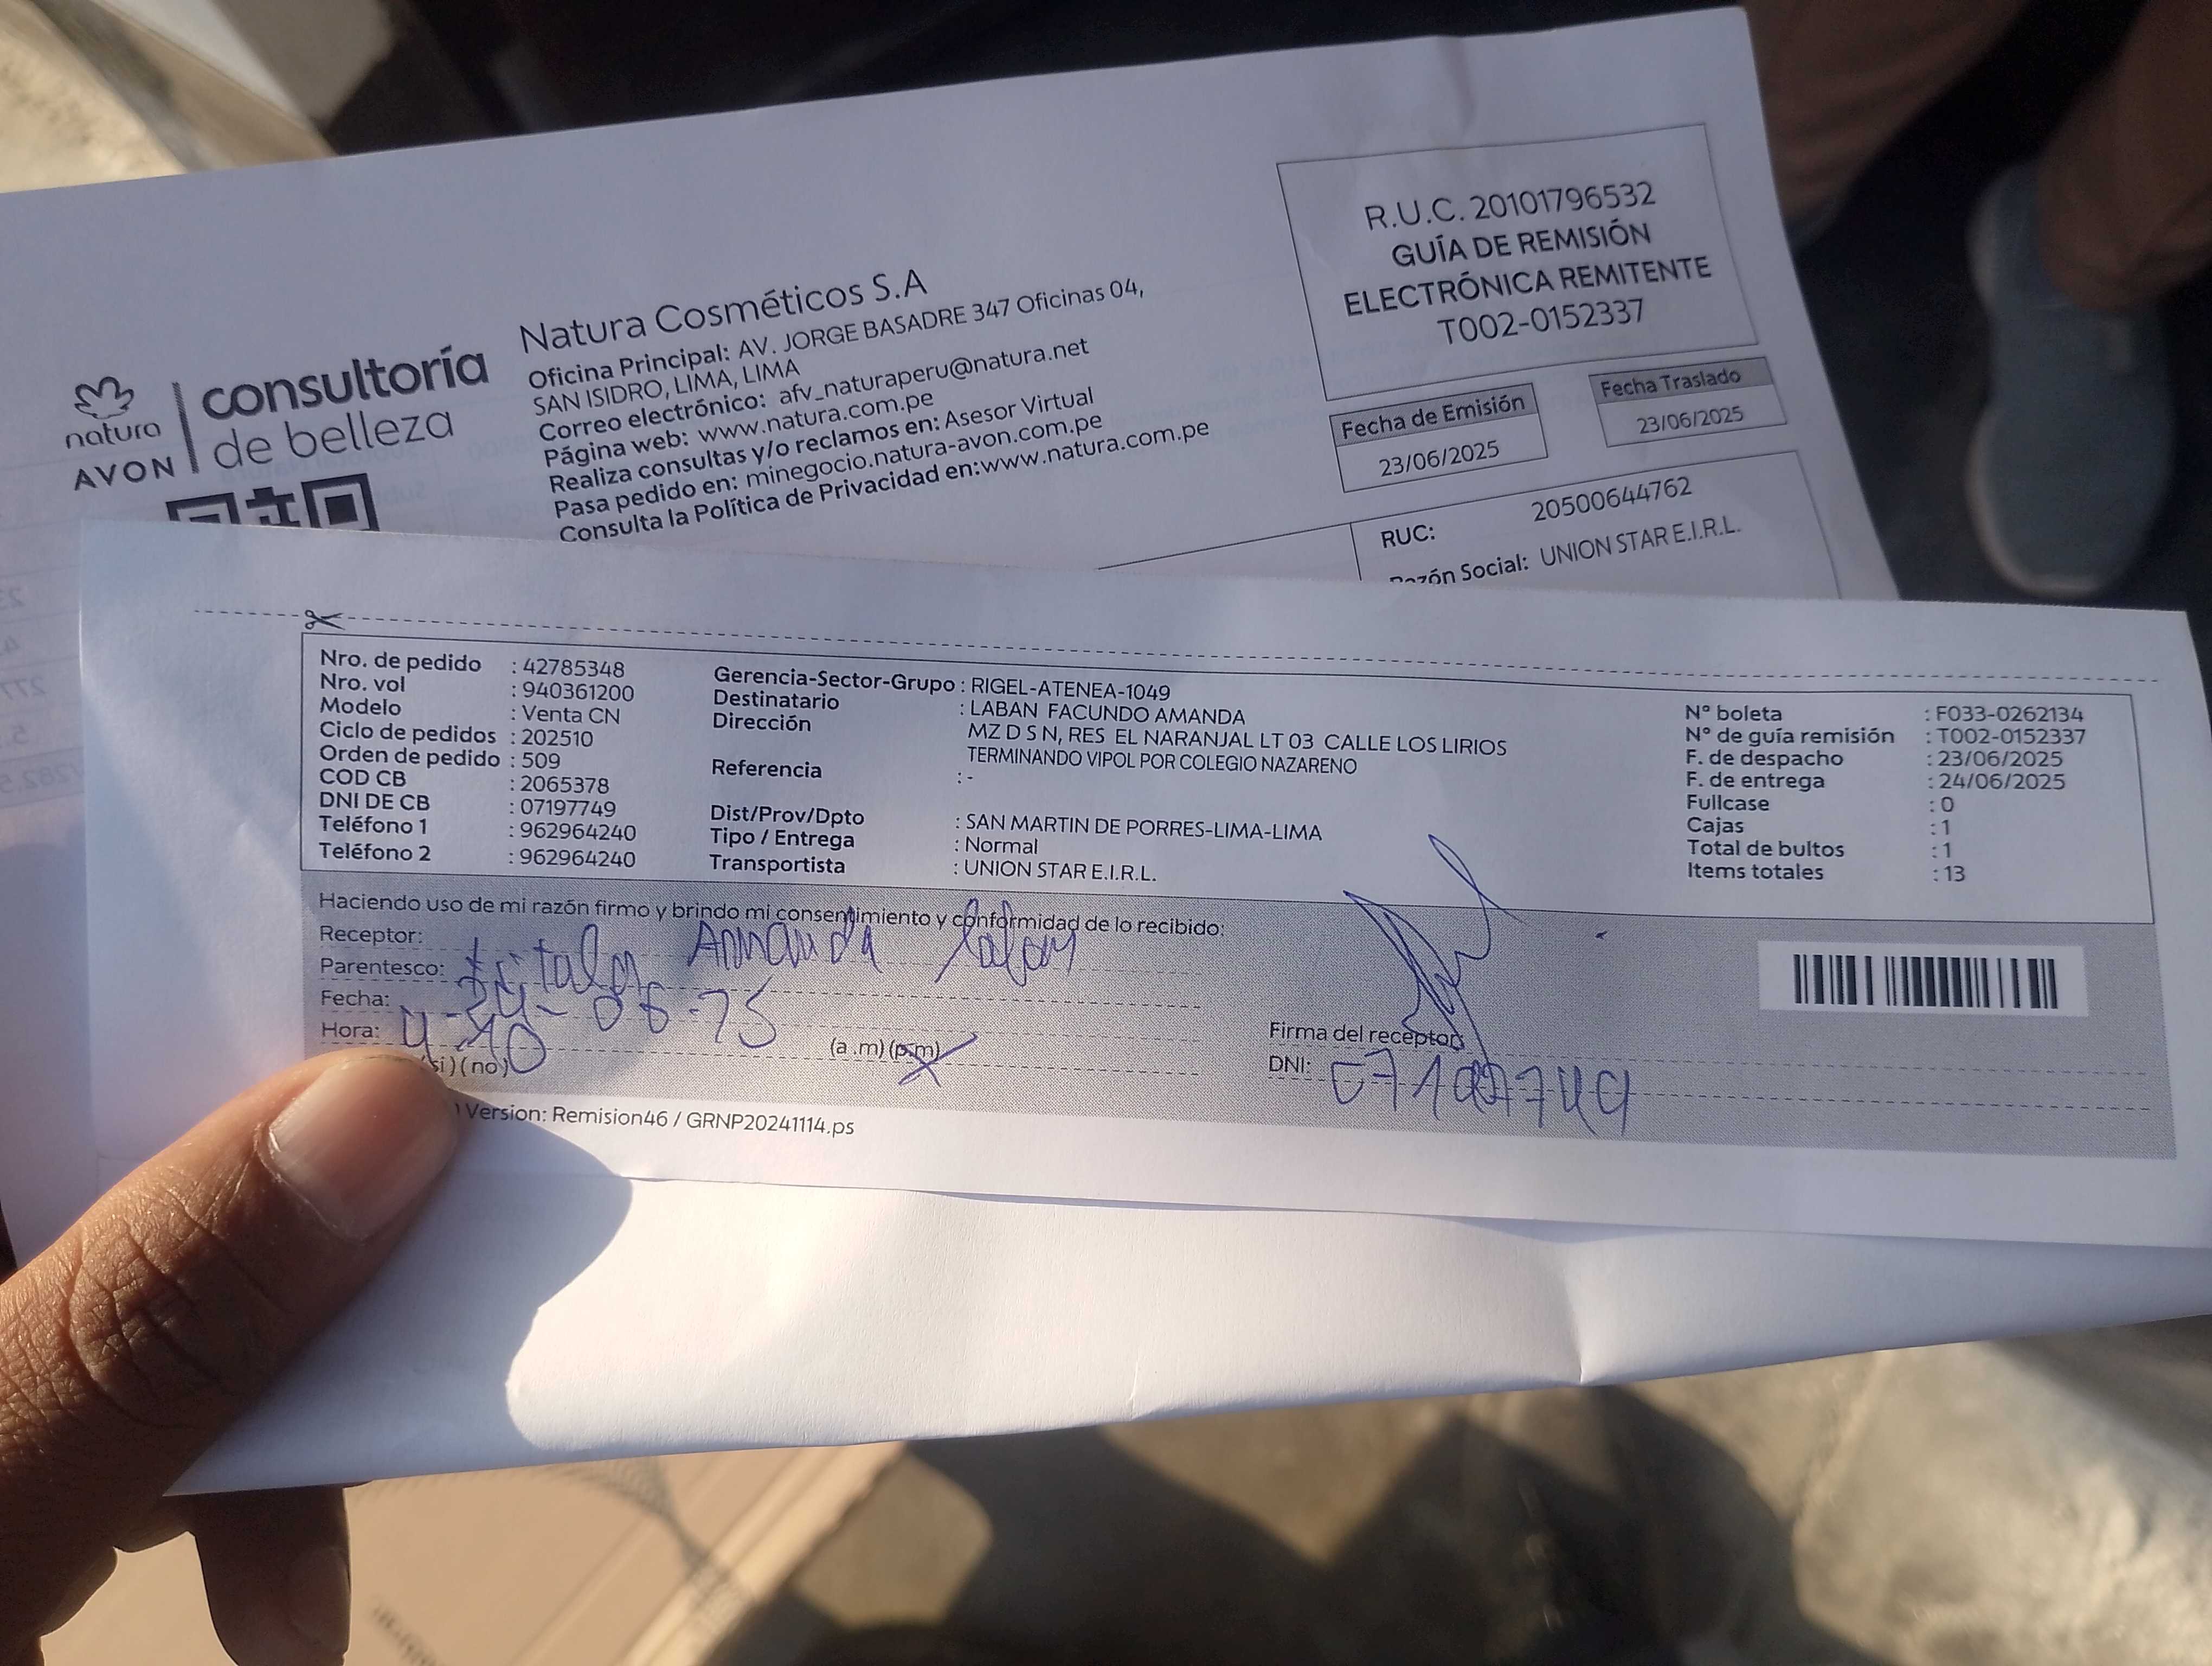 natura
AVON
consultoría
de belleza
Natura Cosméticos S.A
Oficina Principal: AV. JORGE BASADRE 347 Oficinas 04,
SAN ISIDRO, LIMA, LIMA
Correo electrónico: afv_naturaperu@natura.net
Página web: www.natura.com.pe
Realiza consultas y/o reclamos en: Asesor Virtual
Pasa pedido en: minegocio.natura-avon.com.pe
Consulta la Política de Privacidad en:www.natura.com.pe
R.U.C. 20101796532
GUÍA DE REMISIÓN
ELECTRÓNICA REMITENTE
T002-0152337
Fecha de Emisión
23/06/2025
Fecha Traslado
23/06/2025
RUC: 20500644762
Razón Social: UNION STAR E.I.R.L.
Nro. de pedido : 42785348
Nro. vol : 940361200
Modelo : Venta CN
Ciclo de pedidos : 202510
Orden de pedido : 509
COD CB : 2065378
DNI DE CB : 07197749
Teléfono 1 : 962964240
Teléfono 2 : 962964240
Gerencia-Sector-Grupo : RIGEL-ATENEA-1049
Destinatario : LABAN FACUNDO AMANDA
Dirección MZ D S N, RES EL NARANJAL LT 03 CALLE LOS LIRIOS
TERMINANDO VIPOL POR COLEGIO NAZARENO
Referencia : -
Dist/Prov/Dpto : SAN MARTIN DE PORRES-LIMA-LIMA
Tipo / Entrega : Normal
Transportista : UNION STAR E.I.R.L.
N° boleta : F033-0262134
N° de guía remisión : T002-0152337
F. de despacho : 23/06/2025
F. de entrega : 24/06/2025
Fullcase : 0
Cajas : 1
Total de bultos : 1
Items totales : 13
Haciendo uso de mi razón firmo y brindo mi consentimiento y conformidad de lo recibido:
Receptor: Amanda Laban
Parentesco:
Fecha: 24-06-
Hora: 4-10 (a .m) (p.m)
si) (no)
Firma del receptor
DNI: 07197749
Version: Remision46 / GRNP20241114.ps